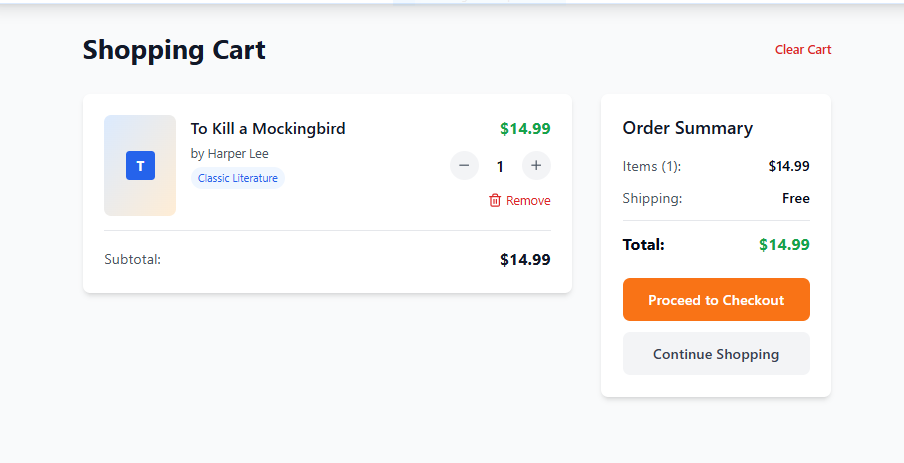 Shopping Cart
Clear Cart
T
To Kill a Mockingbird
$14.99
by Harper Lee
Classic Literature
1
Remove
Subtotal:
$14.99
Order Summary
Items (1):
$14.99
Shipping:
Free
Total:
$14.99
Proceed to Checkout
Continue Shopping